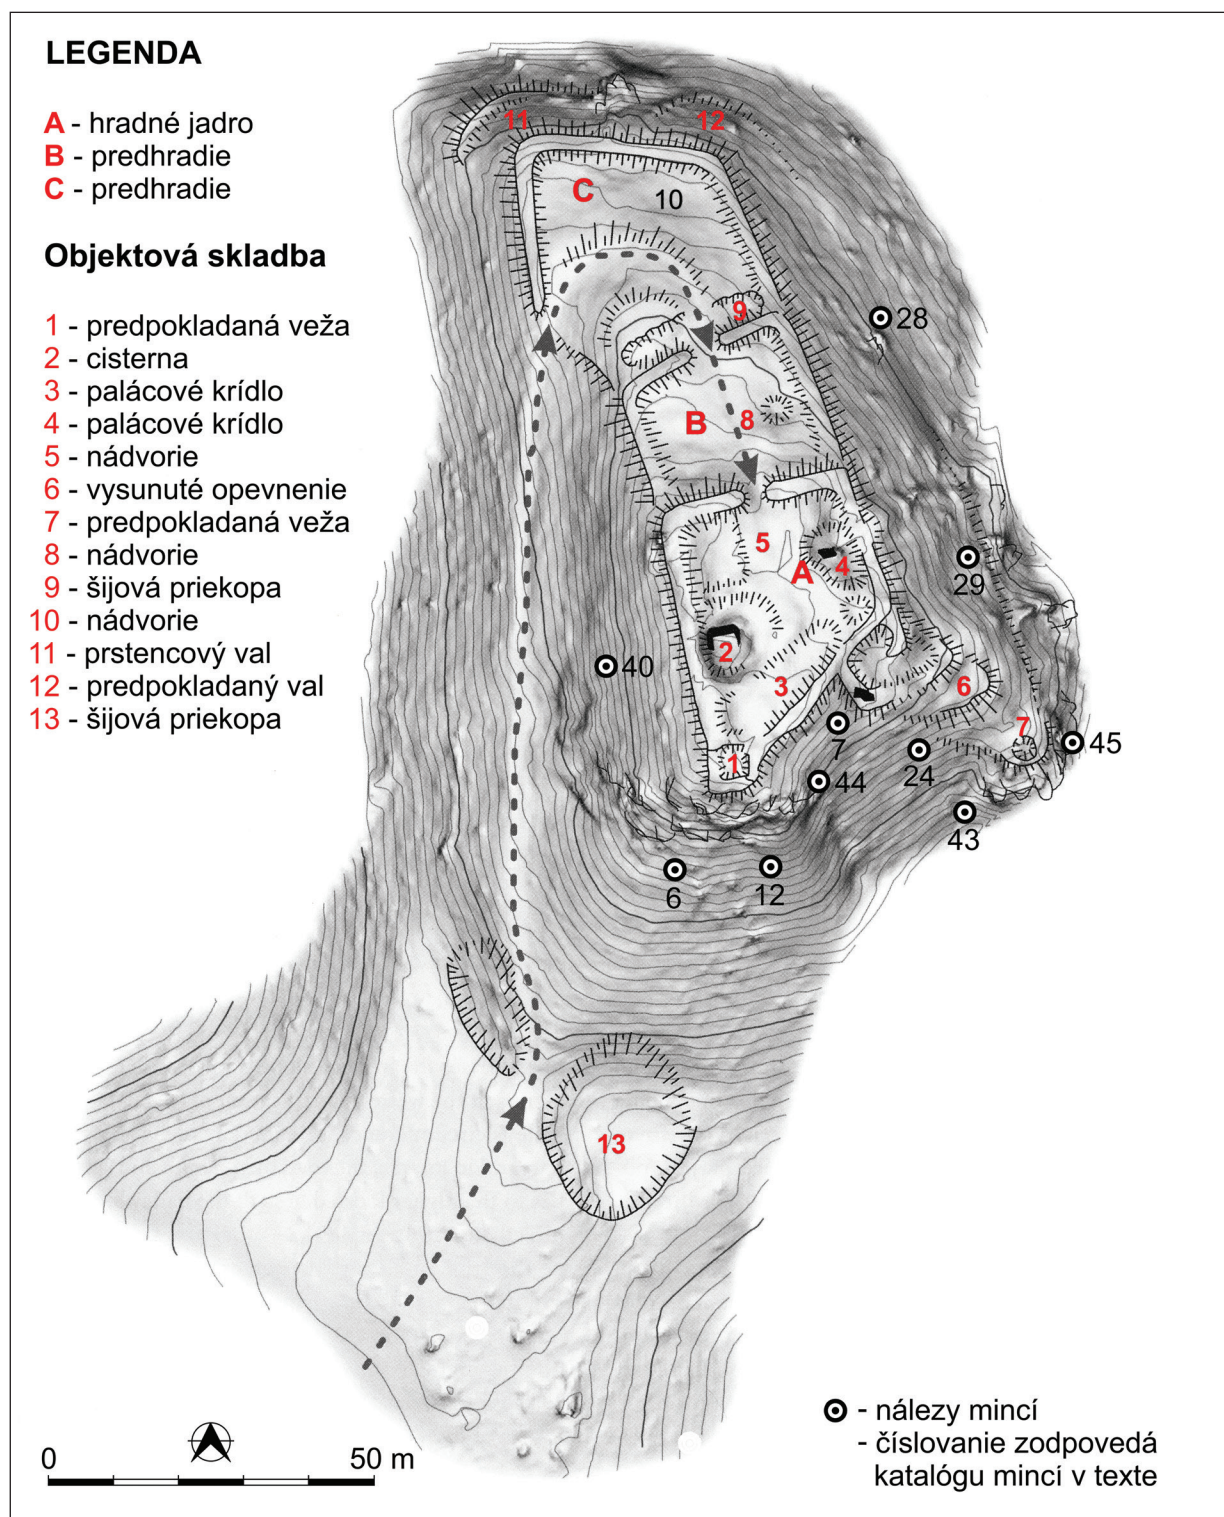 LEGENDA
A - hradné jadro
B - predhradie
C - predhradie
Objektová skladba
1 - predpokladaná veža
2 - cisterna
3 - palácové krídlo
4 - palácové krídlo
5 - nádvorie
6 - vysunuté opevnenie
7 - predpokladaná veža
8 - nádvorie
9 - šijová priekopa
10 - nádvorie
11 - prstencový val
12 - predpokladaný val
13 - šijová priekopa
11
12
C
10
9
28
B
8
5
A
4
29
2
40
3
6
7
7
45
1
24
44
43
6
12
13
0
50 m
- nálezy mincí
- číslovanie zodpovedá
katalógu mincí v texte